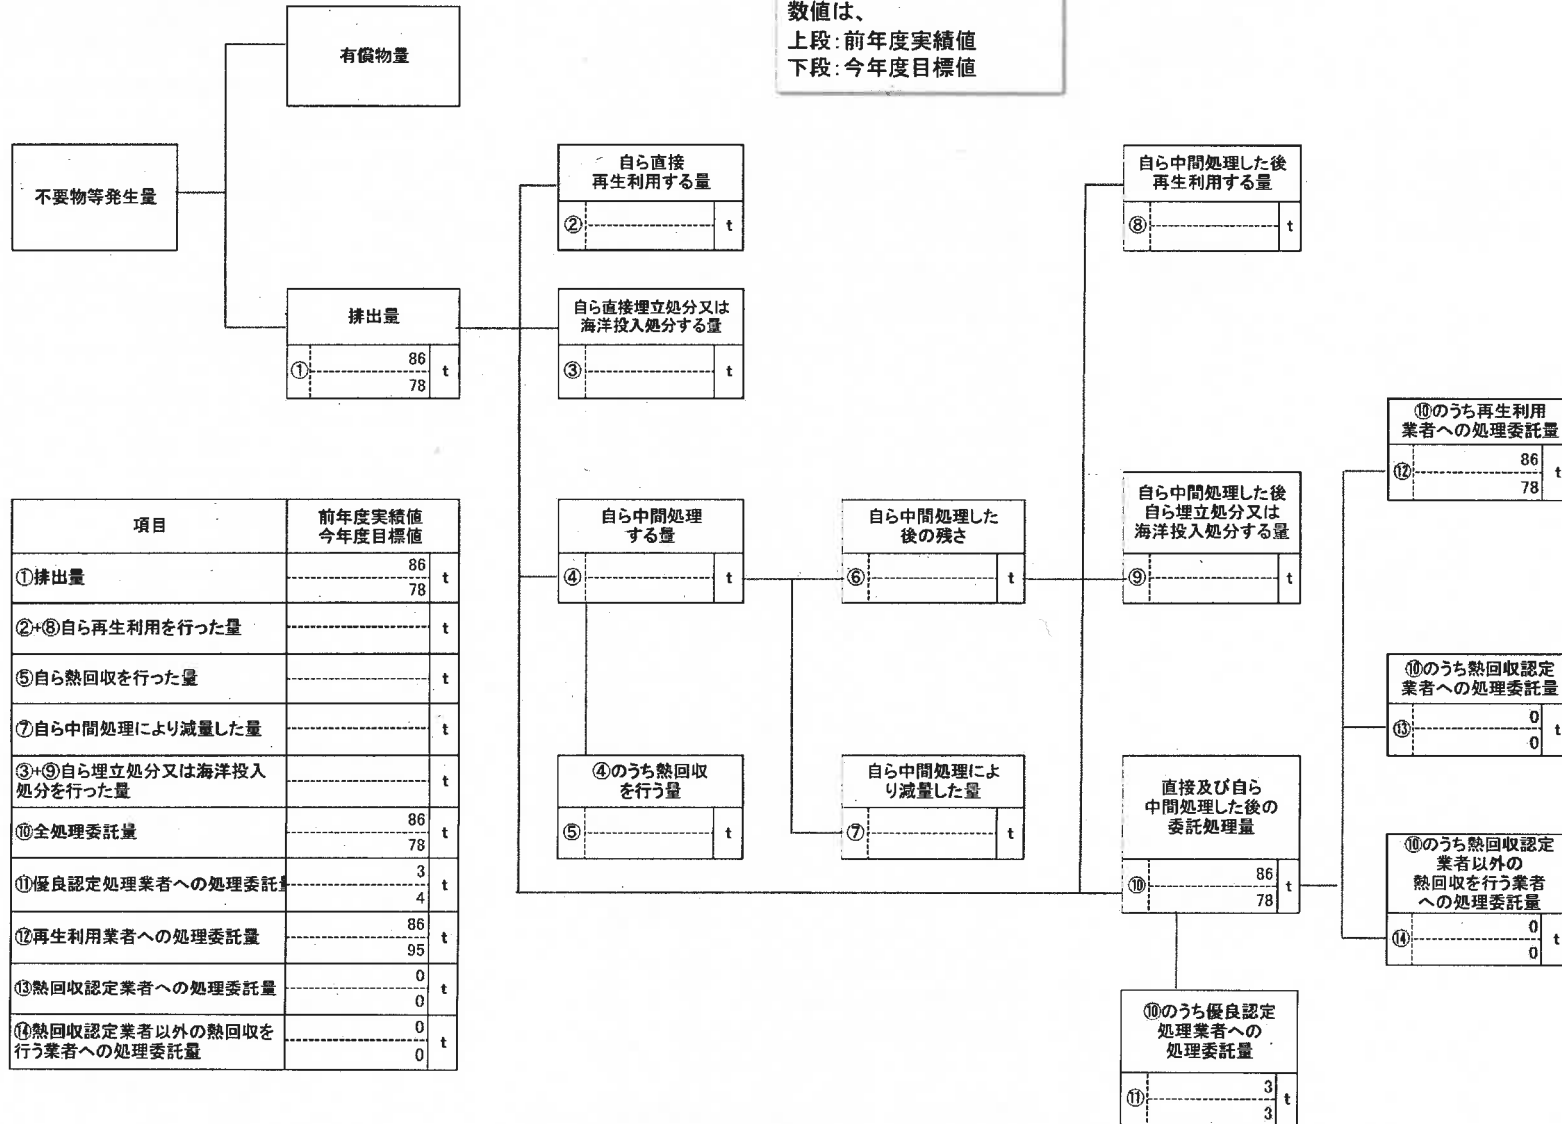 数値は、
上段:前年度実績値
下段:今年度目標値
有償物量
不要物等発生量
排出量
① 86 t
78
自ら直接
再生利用する量
② t
自ら直接埋立処分又は
海洋投入処分する量
③ t
自ら中間処理した後
再生利用する量
⑧ t
自ら中間処理
する量
④ t
自ら中間処理した
後の残さ
⑥ t
自ら中間処理した後
自ら埋立処分又は
海洋投入処分する量
⑨ t
⑩のうち再生利用
業者への処理委託量
⑫ 86 t
78
⑩のうち熱回収認定
業者への処理委託量
⑬ 0 t
0
④のうち熱回収
を行う量
⑤ t
自ら中間処理によ
り減量した量
⑦ t
直接及び自ら
中間処理した後の
委託処理量
⑩ 86 t
78
⑩のうち熱回収認定
業者以外の
熱回収を行う業者
への処理委託量
⑭ 0 t
0
⑩のうち優良認定
処理業者への
処理委託量
⑪ 3 t
3
項目 前年度実績値
今年度目標値
①排出量 86 t
78
②+⑧自ら再生利用を行った量 t
⑤自ら熱回収を行った量 t
⑦自ら中間処理により減量した量 t
③+⑨自ら埋立処分又は海洋投入
処分を行った量 t
⑩全処理委託量 86 t
78
⑪優良認定処理業者への処理委託 3 t
4
⑫再生利用業者への処理委託量 86 t
95
⑬熱回収認定業者への処理委託量 0 t
0
⑭熱回収認定業者以外の熱回収を 0 t
行う業者への処理委託量 0